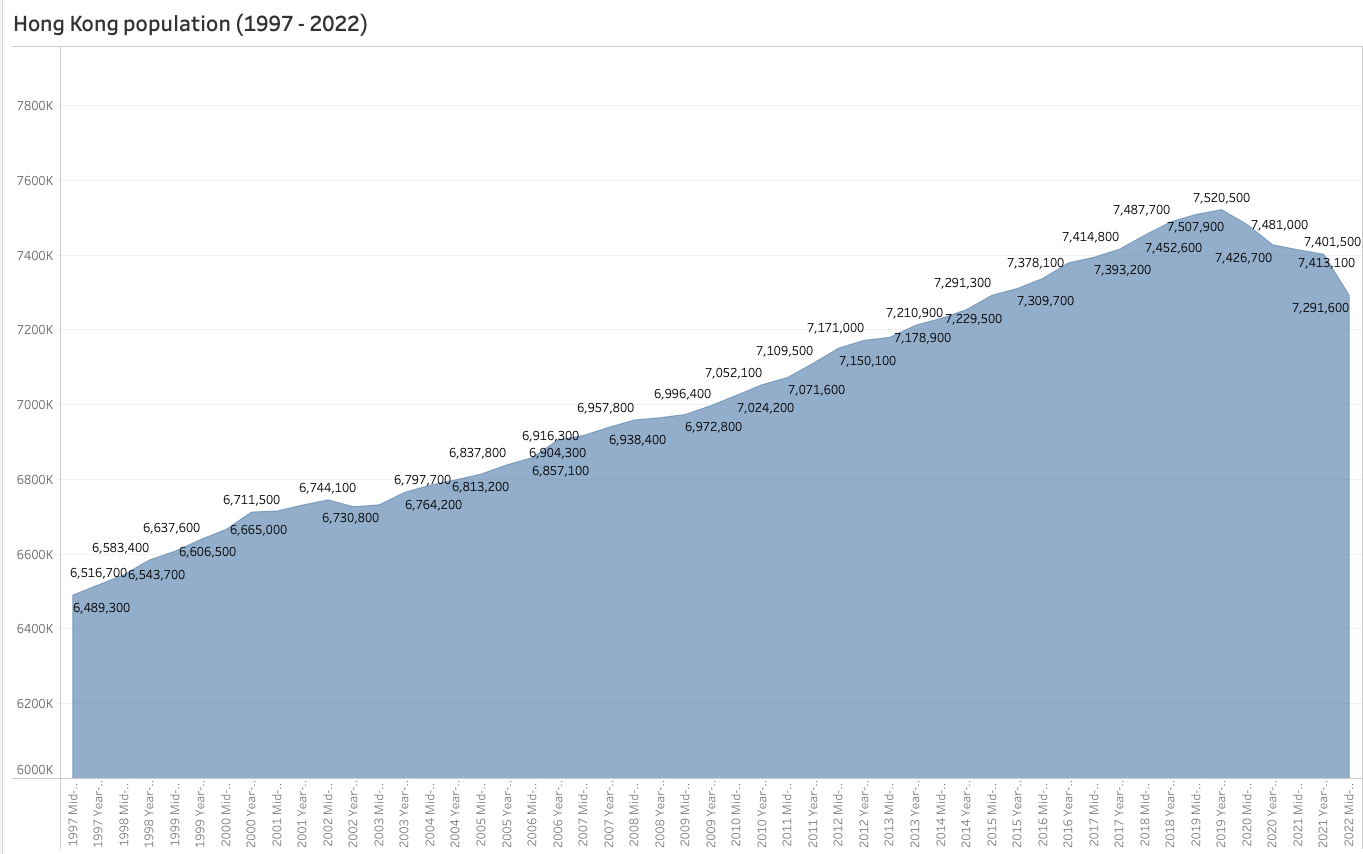 Hong Kong population (1997 - 2022)
7800K
7600K
7400K
7200K
7000K
6800K
6600K
6400K
6200K
6000K
6,489,300
6,516,700
6,543,700
6,583,400
6,606,500
6,637,600
6,665,000
6,711,500
6,744,100
6,730,800
6,764,200
6,797,700
6,813,200
6,837,800
6,857,100
6,904,300
6,916,300
6,938,400
6,957,800
6,972,800
6,996,400
7,024,200
7,052,100
7,071,600
7,109,500
7,150,100
7,171,000
7,178,900
7,210,900
7,229,500
7,291,300
7,309,700
7,378,100
7,393,200
7,414,800
7,452,600
7,487,700
7,507,900
7,520,500
7,481,000
7,426,700
7,413,100
7,401,500
7,291,600
1997 Mid-..
1997 Year-..
1998 Mid-..
1998 Year-..
1999 Mid-..
1999 Year-..
2000 Mid-..
2000 Year-..
2001 Mid-..
2001 Year-..
2002 Mid-..
2002 Year-..
2003 Mid-..
2003 Year-..
2004 Mid-..
2004 Year-..
2005 Mid-..
2005 Year-..
2006 Mid-..
2006 Year-..
2007 Mid-..
2007 Year-..
2008 Mid-..
2008 Year-..
2009 Mid-..
2009 Year-..
2010 Mid-..
2010 Year-..
2011 Mid-..
2011 Year-..
2012 Mid-..
2012 Year-..
2013 Mid-..
2013 Year-..
2014 Mid-..
2014 Year-..
2015 Mid-..
2015 Year-..
2016 Mid-..
2016 Year-..
2017 Mid-..
2017 Year-..
2018 Mid-..
2018 Year-..
2019 Mid-..
2019 Year-..
2020 Mid-..
2020 Year-..
2021 Mid-..
2021 Year-..
2022 Mid-..